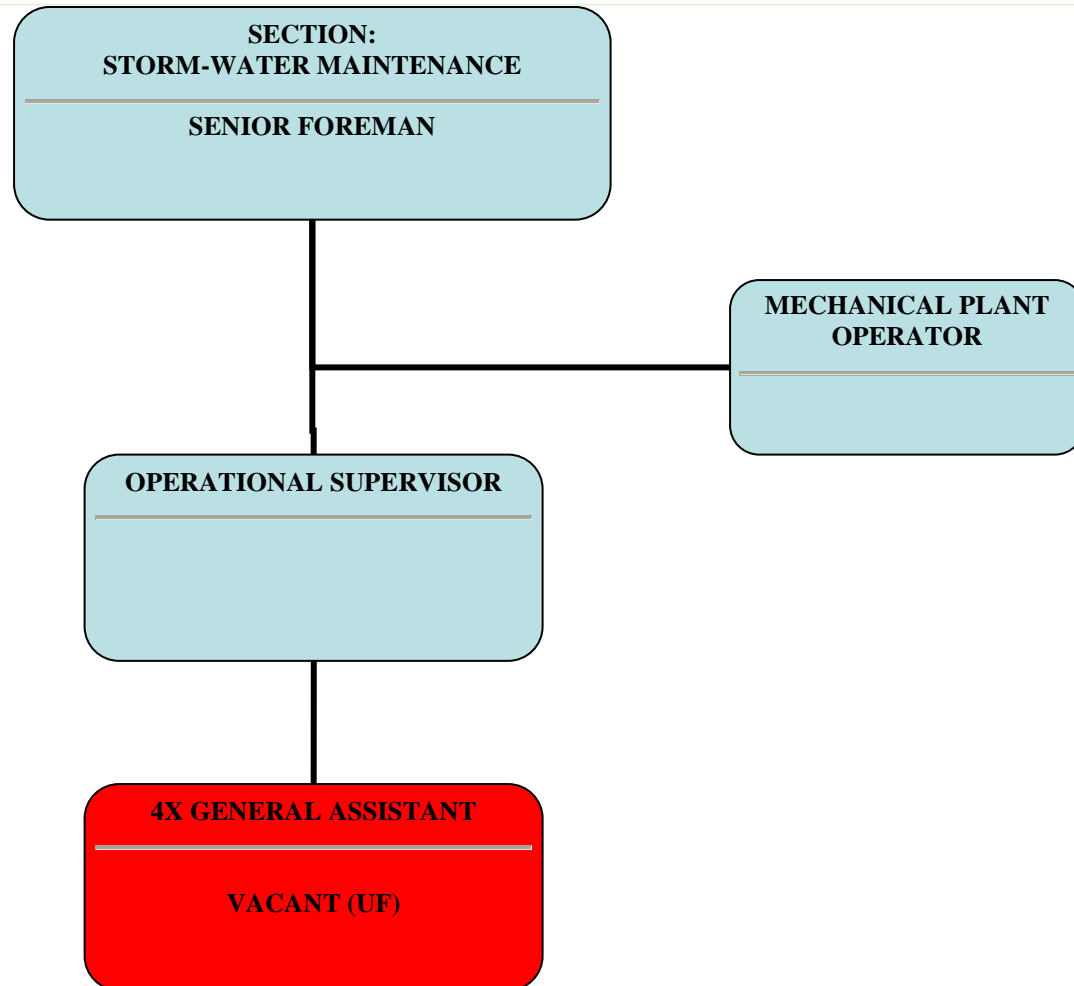 SECTION:
STORM-WATER MAINTENANCE
SENIOR FOREMAN
MECHANICAL PLANT
OPERATOR
OPERATIONAL SUPERVISOR
4X GENERAL ASSISTANT
VACANT (UF)